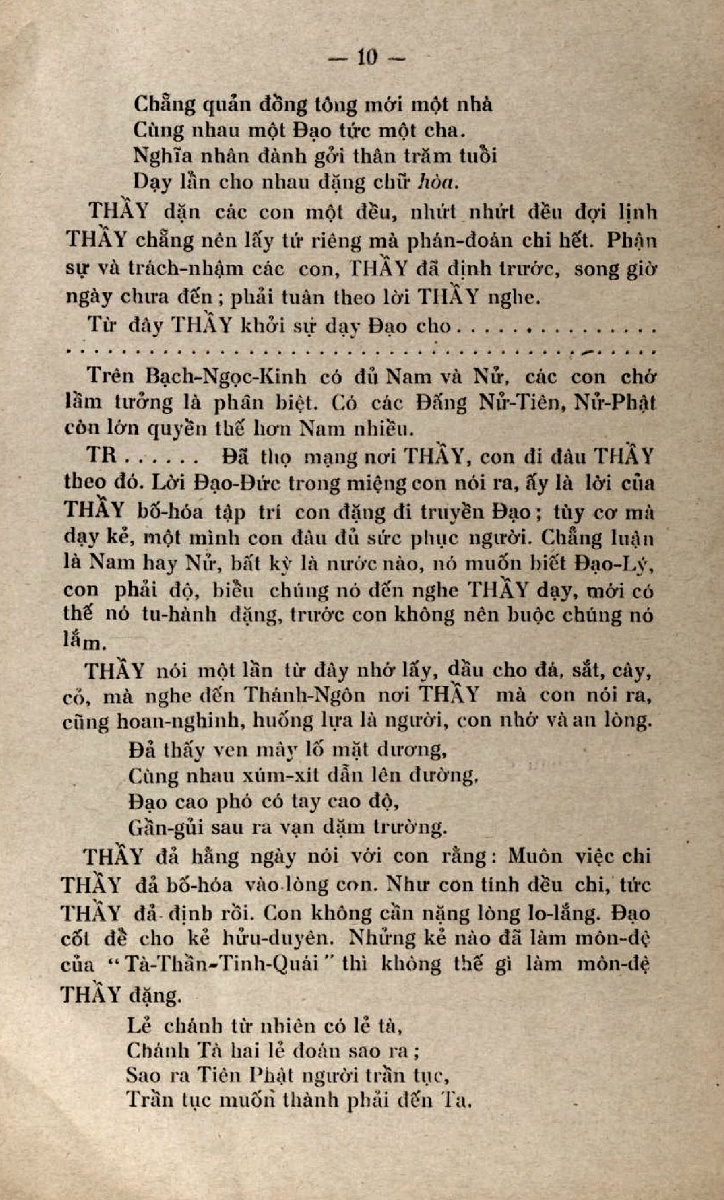 — 10 —
Chẵng quản đồng tông mới một nhà
Cùng nhau một Đạo tức một cha.
Nghĩa nhân đành gởi thân trăm tuổi
Dạy lẫn cho nhau đặng chữ hòa.
THẦY dặn các con một đều, nhứt nhứt đều đợi lịnh
THẦY chẳng nên lấy tứ riêng mà phán-đoán chi hết. Phận
sự và trách-nhậm các con, THẦY đã định trước, song giờ
ngày chưa đến ; phải tuân theo lời THẦY nghe.
Từ đây THẦY khởi sự dạy Đạo cho . . . . . . . . . . . . . . . .
. . . . . . . . . . . . . . . . . . . . . . . . . . . . . . . . . . . . . . . . . . . . .
Trên Bạch-Ngọc-Kinh có đủ Nam và Nử, các con chớ
lầm tưởng là phân biệt. Có các Đấng Nử-Tiên, Nử-Phật
còn lớn quyền thế hơn Nam nhiều.
TR . . . . . . Đã thọ mạng nơi THẦY, con đi đâu THẦY
theo đó. Lời Đạo-Đức trong miệng con nói ra, ấy là lời của
THẦY bố-hóa tập trí con đặng đi truyền Đạo ; tùy cơ mà
dạy kẻ, một mình con đâu đủ sức phục người. Chẳng luận
là Nam hay Nử, bất kỳ là nước nào, nó muốn biết Đạo-Lý,
con phải độ, biểu chúng nó đến nghe THẦY dạy, mới có
thế nó tu-hành đặng, trước con không nên buộc chúng nó
lắm.
THẦY nói một lần từ đây nhớ lấy, dầu cho đá, sắt, cây,
cỏ, mà nghe đến Thánh-Ngôn nơi THẦY mà con nói ra,
cũng hoan-nghinh, huống lựa là người, con nhớ và an lòng.
Đả thấy ven mây ló mặt dương,
Cùng nhau xúm-xít dẫn lên đường,
Đạo cao phó có tay cao độ,
Gần-gủi sau ra vạn dặm trường.
THẦY đả hằng ngày nói với con rằng : Muôn việc chi
THẦY đả bố-hóa vào lòng con. Như con tính đều chi, tức
THẦY đả định rồi. Con không cần nặng lòng lo-lắng. Đạo
cốt để cho kẻ hửu-duyên. Những kẻ nào đã làm môn-đệ
của “ Tà-Thần-Tinh-Quái ” thì không thế gì làm môn-đệ
THẦY đặng.
Lẻ chánh tự nhiên có lẻ tà,
Chánh Tà hai lẻ đoán sao ra ;
Sao ra Tiên Phật người trần tục,
Trần tục muốn thành phải đến Ta.